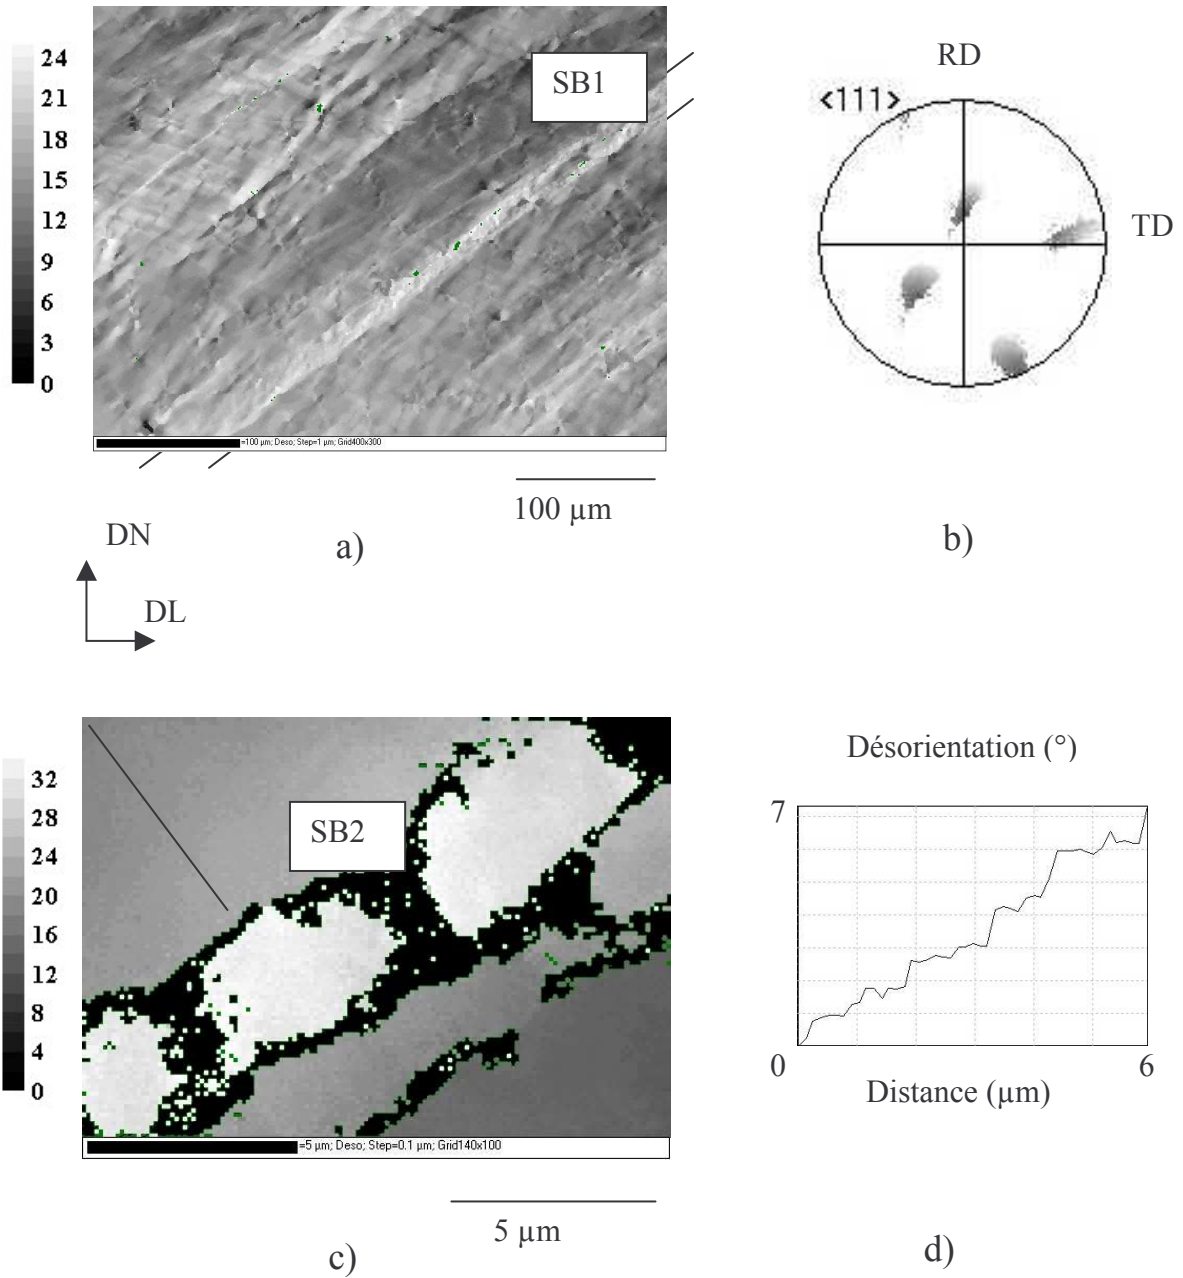 24
21
18
15
12
9
6
3
0
SB1
=100 µm; Deso; Step=1 µm; Grid400x300
100 µm
a)
RD
<111>
TD
b)
DN
DL
32
28
24
20
16
12
8
4
0
SB2
=5 µm; Deso; Step=0.1 µm; Grid140x100
5 µm
c)
Désorientation (°)
7
0
6
Distance (µm)
d)